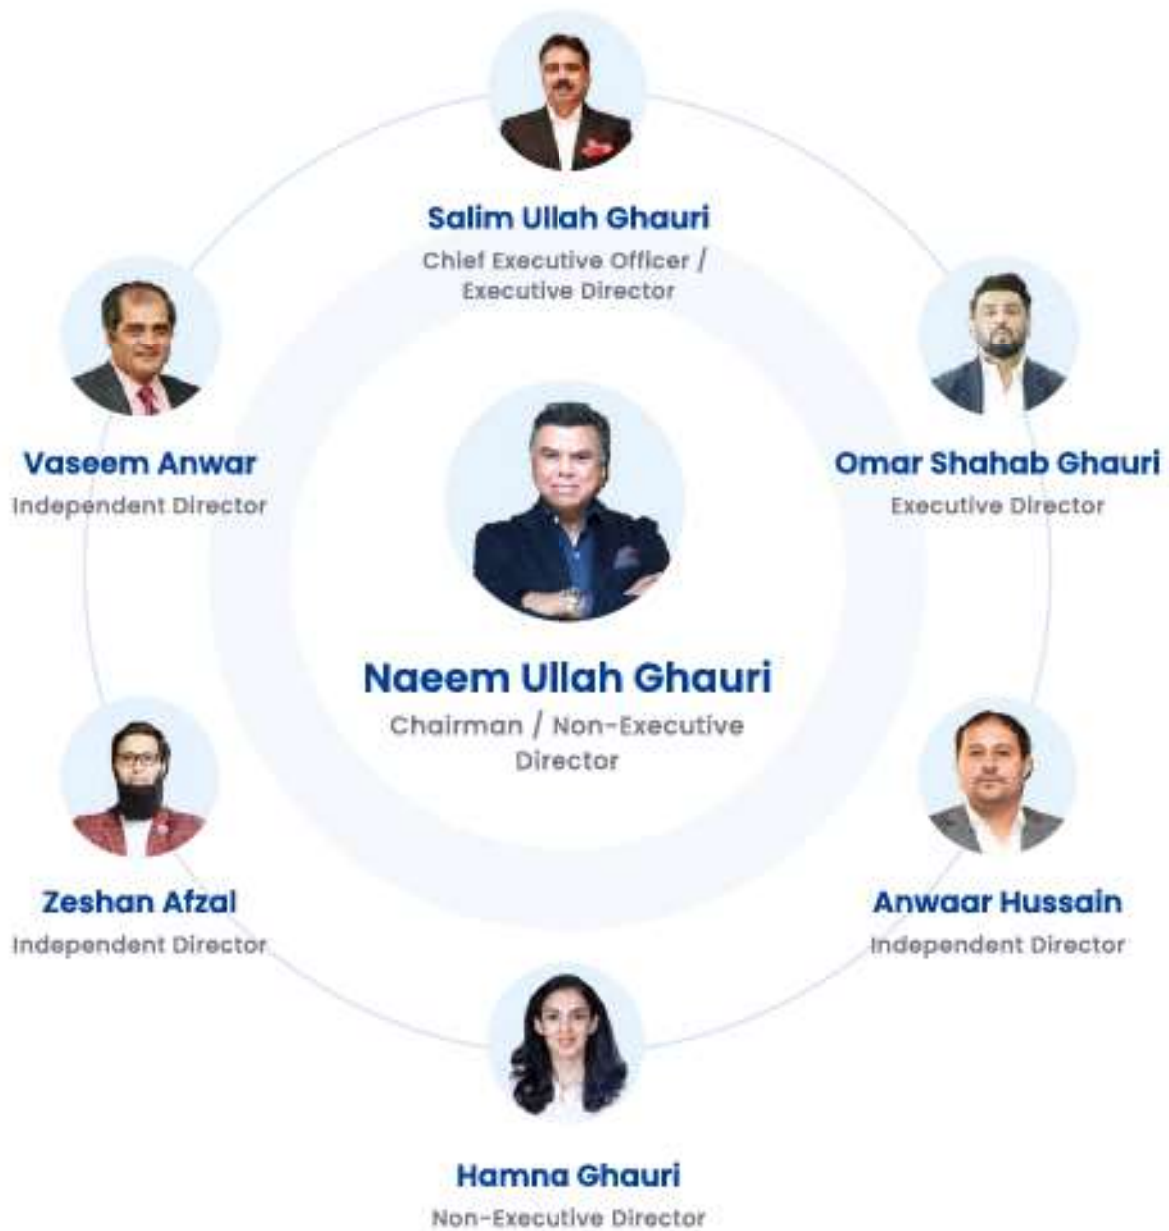 Salim Ullah Ghauri
Chief Executive Officer /
Executive Director
Vaseem Anwar
Independent Director
Omar Shahab Ghauri
Executive Director
Naeem Ullah Ghauri
Chairman / Non-Executive
Director
Zeshan Afzal
Independent Director
Anwaar Hussain
Independent Director
Hamna Ghauri
Non-Executive Director